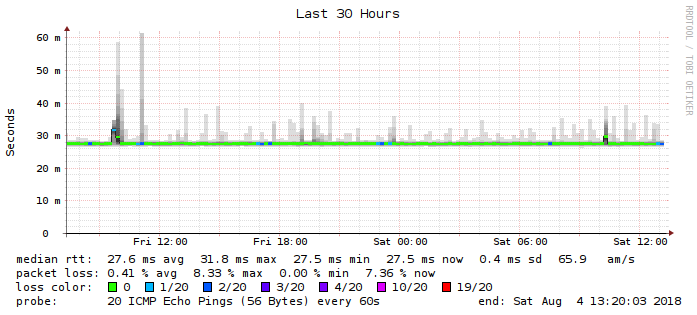 Last 30 Hours
RRDTOOL / TOBI OETIKER
Seconds
60 m
50 m
40 m
30 m
20 m
10 m
0
Fri 12:00 Fri 18:00 Sat 00:00 Sat 06:00 Sat 12:00
median rtt: 27.6 ms avg 31.8 ms max 27.5 ms min 27.5 ms now 0.4 ms sd 65.9 am/s
packet loss: 0.41 % avg 8.33 % max 0.00 % min 7.36 % now
loss color: 0 1/20 2/20 3/20 4/20 10/20 19/20
probe: 20 ICMP Echo Pings (56 Bytes) every 60s end: Sat Aug 4 13:20:03 2018